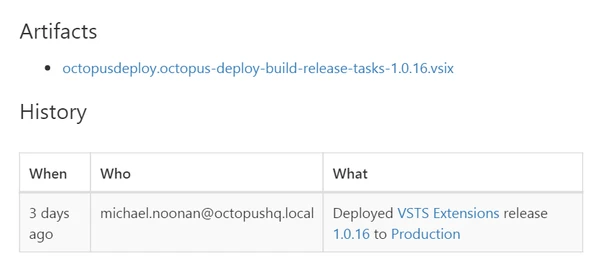 Artifacts
• octopusdeploy.octopus-deploy-build-release-tasks-1.0.16.vsix
History
When Who What
3 days michael.noonan@octopushq.local Deployed VSTS Extensions release
ago 1.0.16 to Production